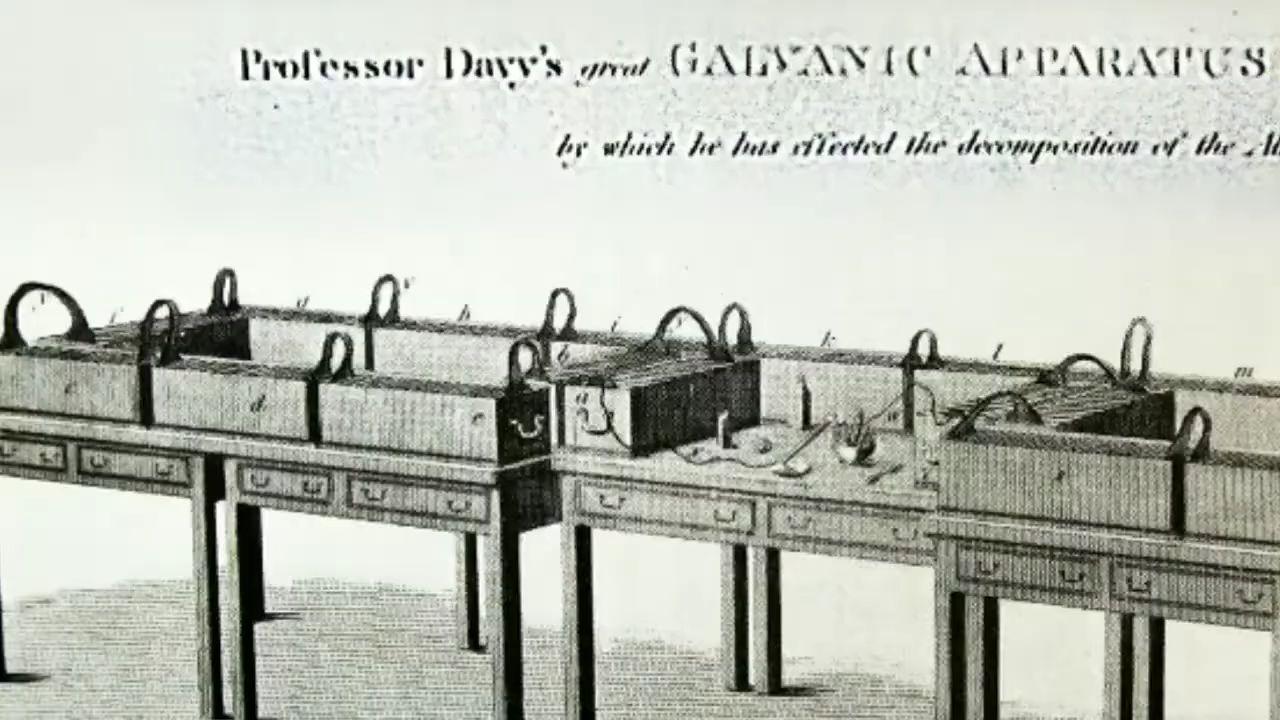 Professor Davy's great GALVANIC APPARATUS
by which he has effected the decomposition of the